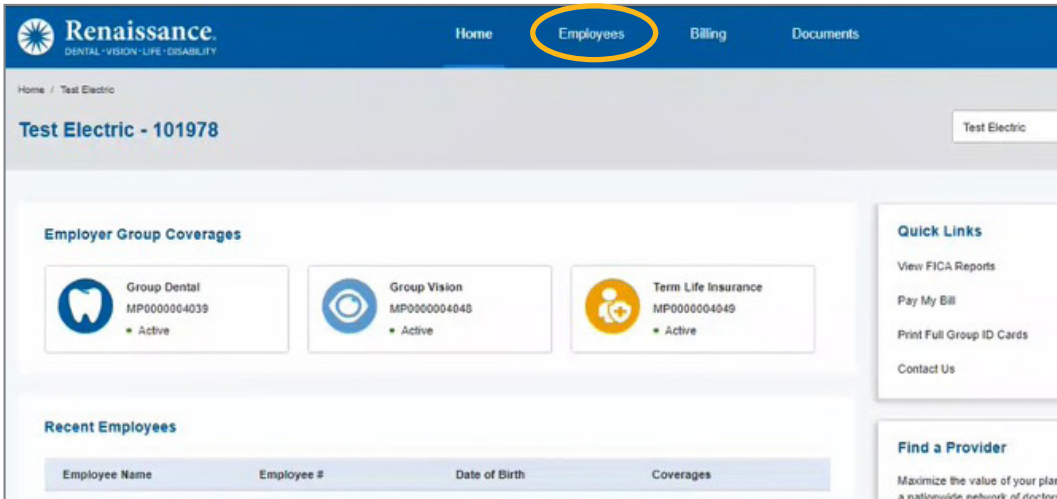 Renaissance.
DENTAL·VISION·LIFE·DISABILITY
Home Employees Billing Documents
Home / Test Electric
Test Electric - 101978
Test Electric
Employer Group Coverages
Group Dental
MP0000004039
• Active
Group Vision
MP0000004048
• Active
Term Life Insurance
MP0000004049
• Active
Quick Links
View FICA Reports
Pay My Bill
Print Full Group ID Cards
Contact Us
Recent Employees
Employee Name Employee # Date of Birth Coverages
Find a Provider
Maximize the value of your plan
a nationwide network of doctors